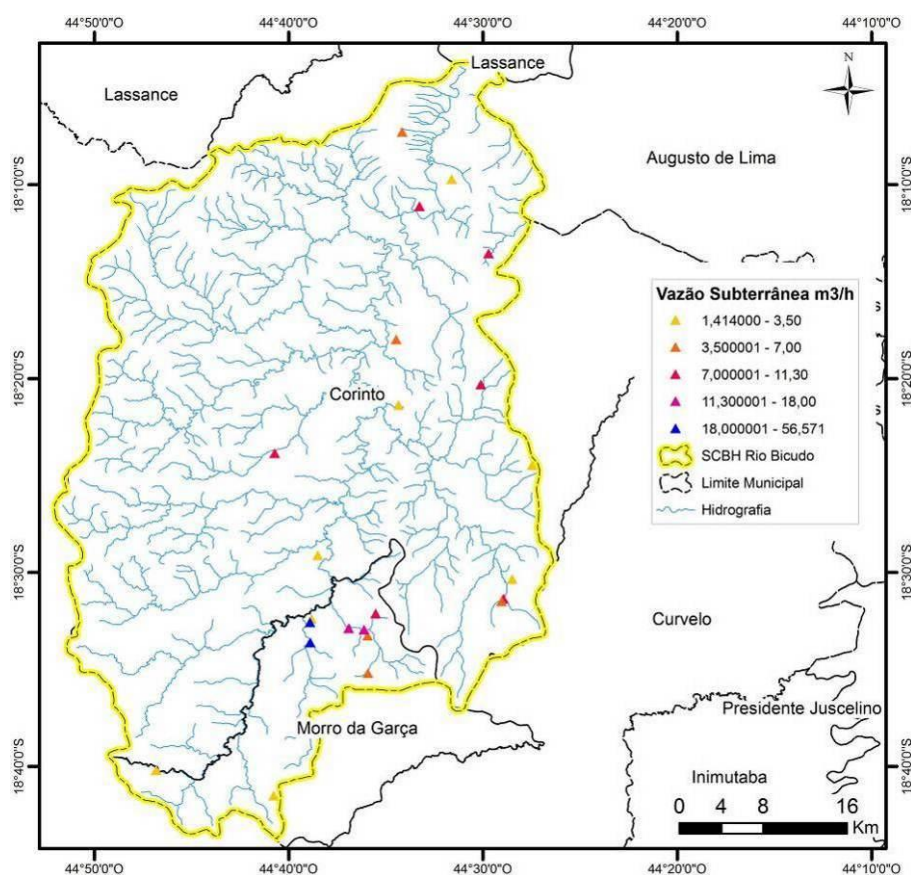 44°50'0"O 44°40'0"O 44°30'0"O 44°20'0"O 44°10'0"O
Lassance
Lassance
N
Augusto de Lima
18°10'0"S
18°10'0"S
Vazão Subterrânea m3/h
1,414000 - 3,50
3,500001 - 7,00
7,000001 - 11,30
11,300001 - 18,00
18,000001 - 56,571
SCBH Rio Bicudo
Limite Municipal
Hidrografia
18°20'0"S
18°20'0"S
Corinto
18°30'0"S
18°30'0"S
Curvelo
Presidente Juscelino
Morro da Garça
18°40'0"S
18°40'0"S
Inimutaba
0 4 8 16
Km
44°50'0"O 44°40'0"O 44°30'0"O 44°20'0"O 44°10'0"O